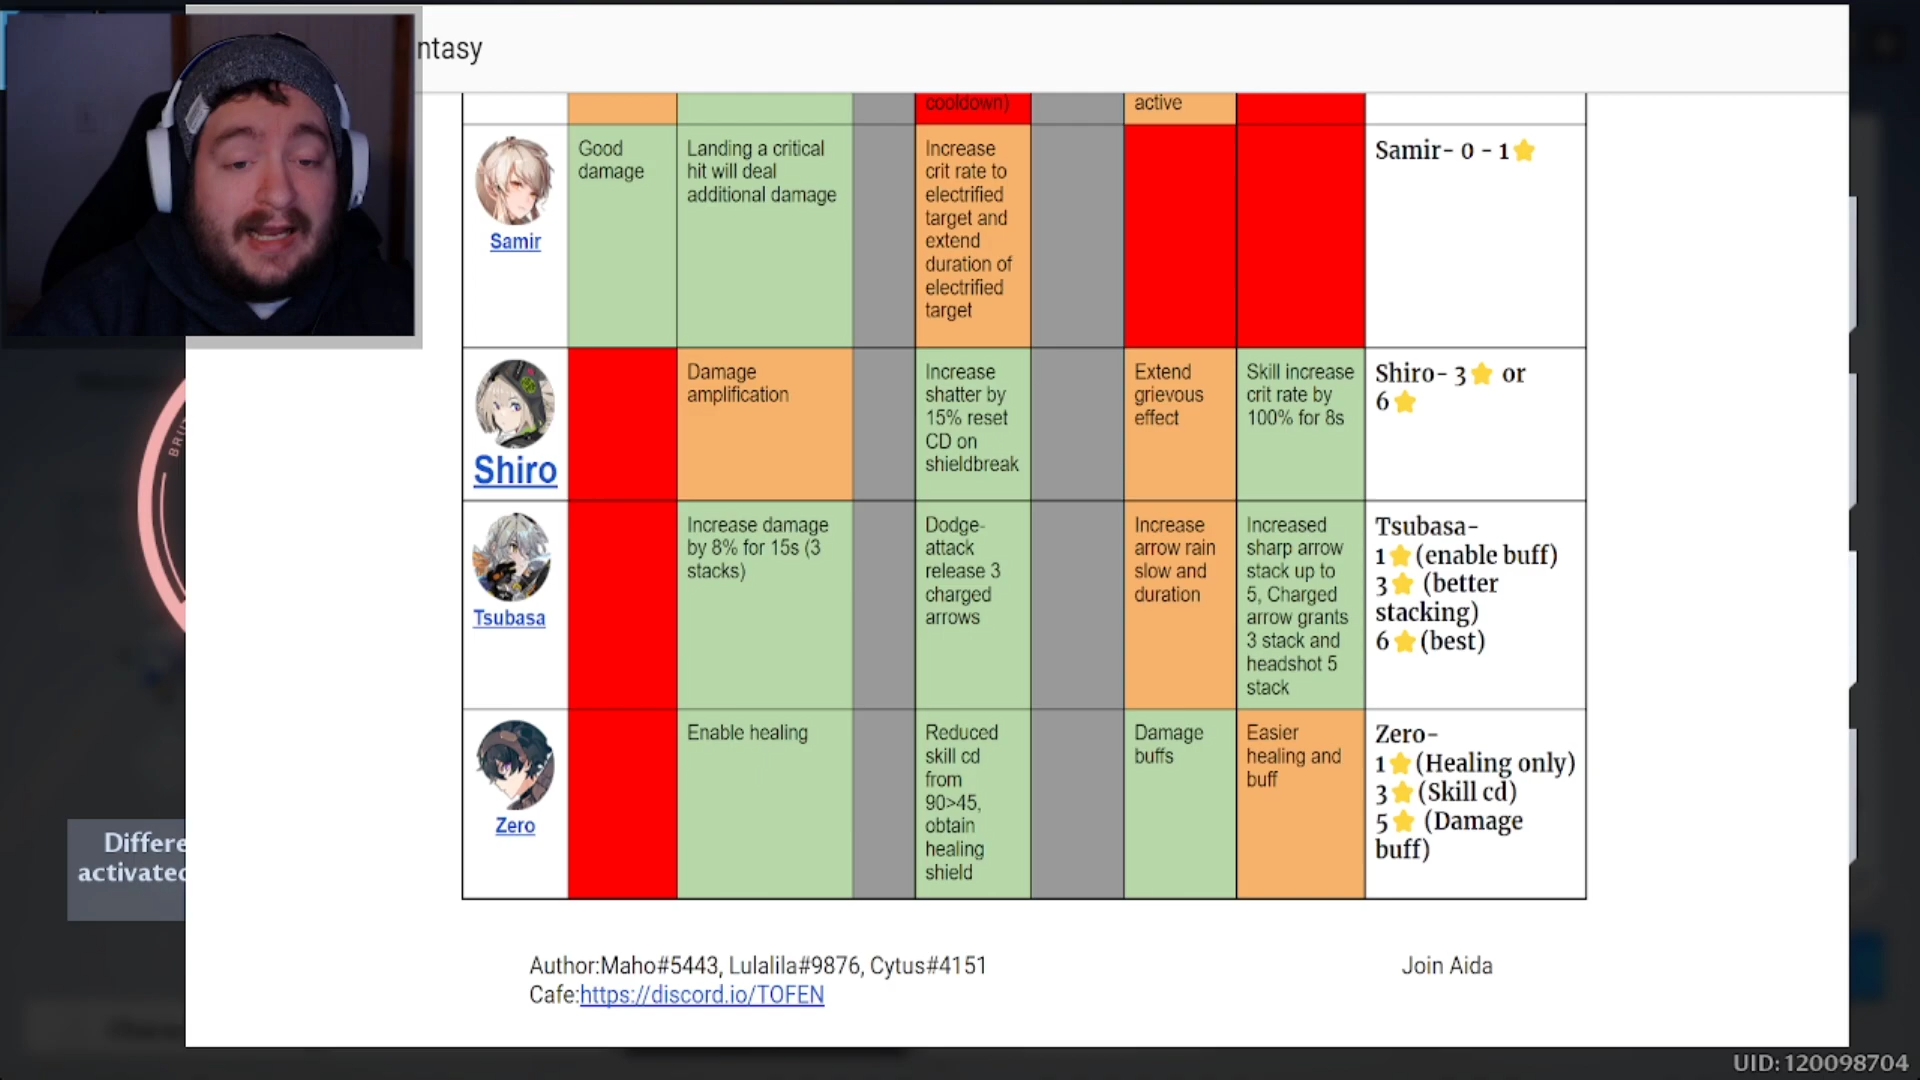 ntasy
cooldown)
active
Samir
Good
damage
Landing a critical
hit will deal
additional damage
Increase
crit rate to
electrified
target and
extend
duration of
electrified
target
Samir- 0 - 1⭐
Shiro
Damage
amplification
Increase
shatter by
15% reset
CD on
shieldbreak
Extend
grievous
effect
Skill increase
crit rate by
100% for 8s
Shiro- 3⭐ or
6⭐
Tsubasa
Increase damage
by 8% for 15s (3
stacks)
Dodge-
attack
release 3
charged
arrows
Increase
arrow rain
slow and
duration
Increased
sharp arrow
stack up to
5, Charged
arrow grants
3 stack and
headshot 5
stack
Tsubasa-
1⭐(enable buff)
3⭐ (better
stacking)
6⭐(best)
Zero
Enable healing
Reduced
skill cd
from
90>45,
obtain
healing
shield
Damage
buffs
Easier
healing and
buff
Zero-
1⭐(Healing only)
3⭐(Skill cd)
5⭐ (Damage
buff)
Differe
activated
Author:Maho#5443, Lulalila#9876, Cytus#4151
Cafe:https://discord.io/TOFEN
Join Aida
UID: 120098704